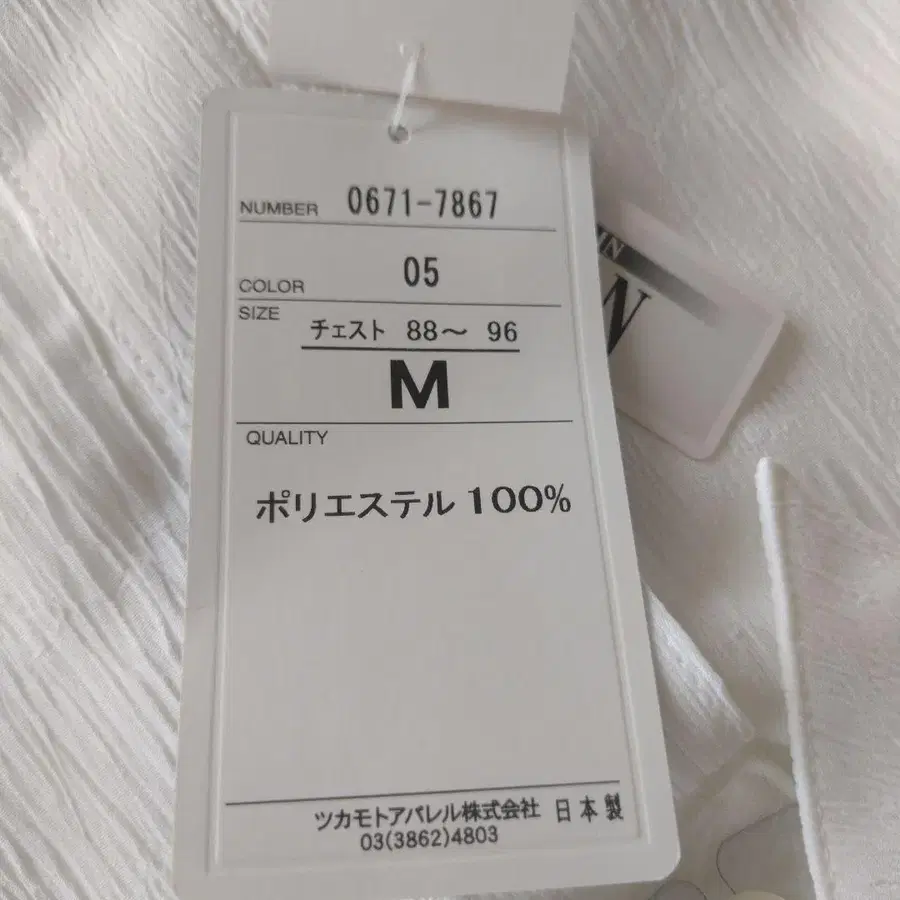 NUMBER 0671-7867
COLOR 05
SIZE
チェスト 88～ 96
M
QUALITY
ポリエステル 100%
ツカモトアパレル株式会社 日本製
03(3862)4803